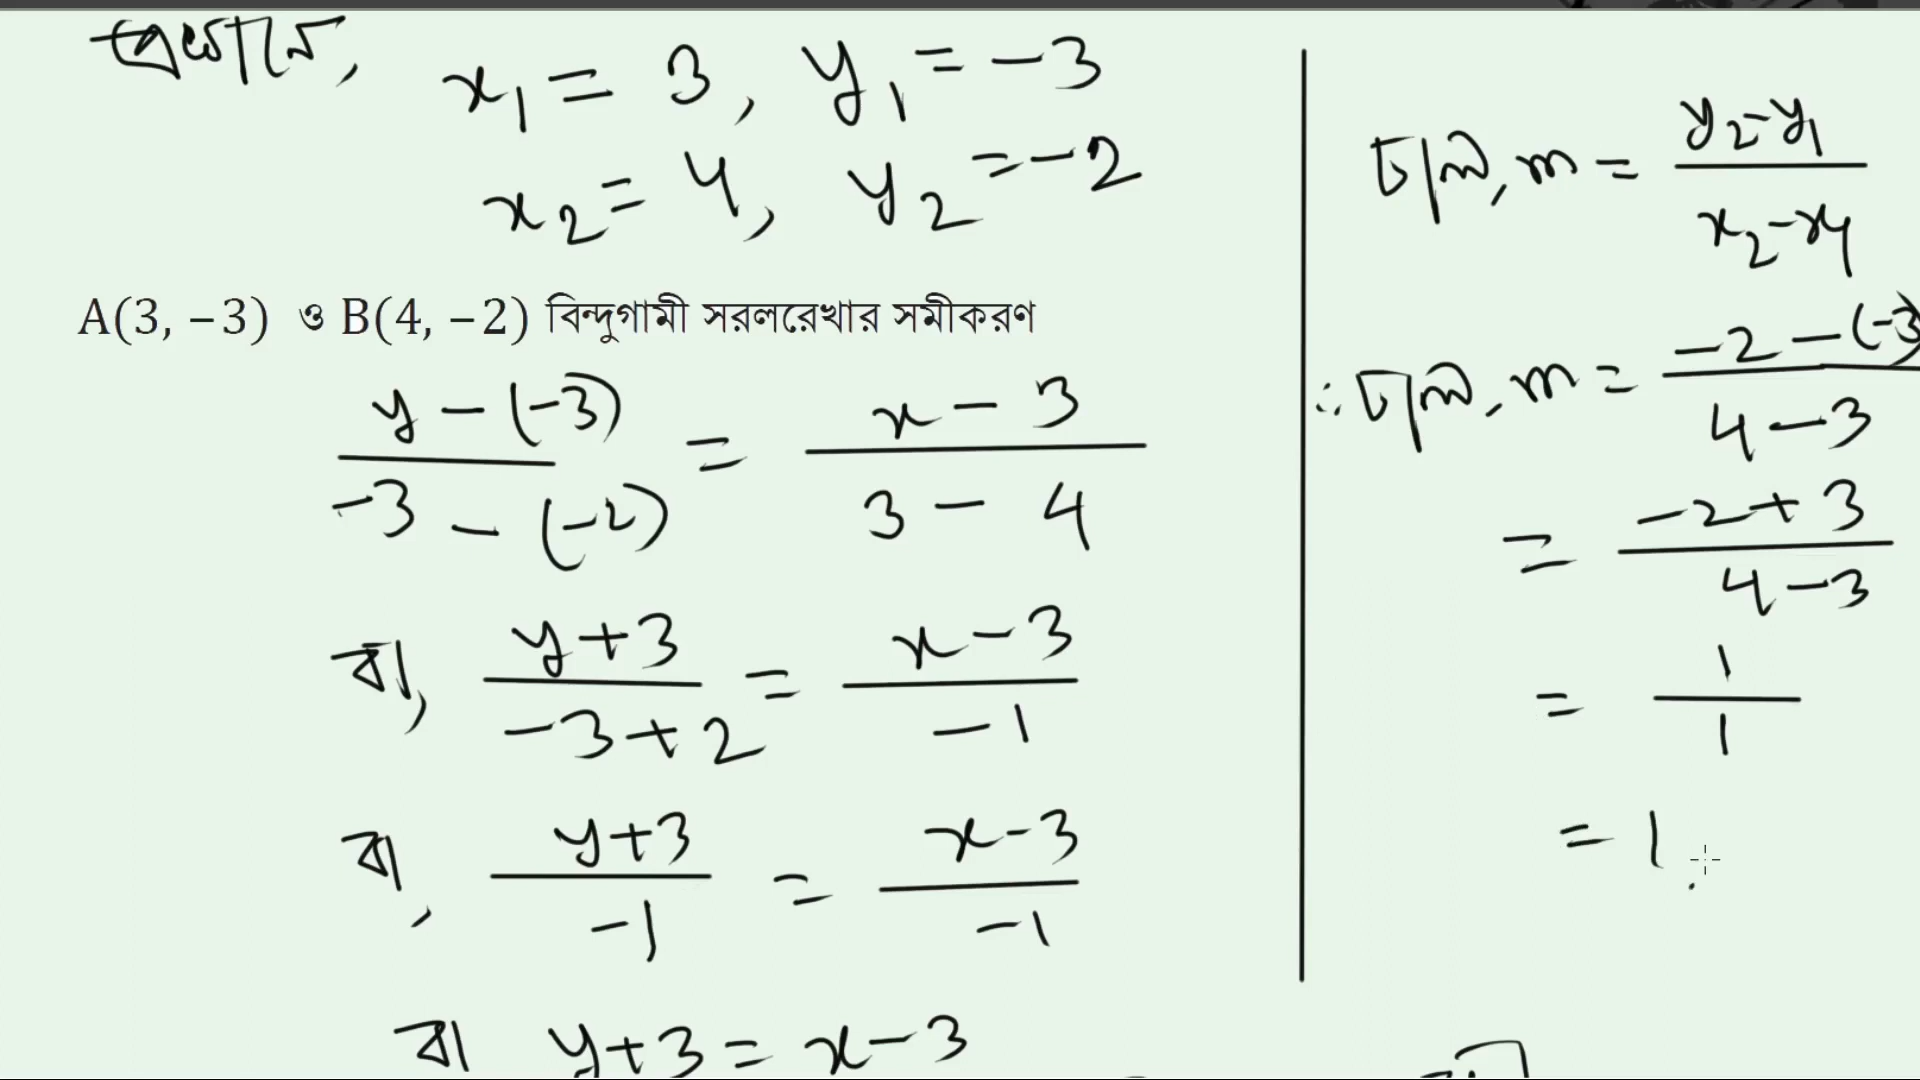 এখানে, x₁ = 3, y₁ = -3
x₂ = 4, y₂ = -2
A(3, −3) ও B(4, −2) বিন্দুগামী সরলরেখার সমীকরণ
(y - (-3))/(-3 - (-2)) = (x - 3)/(3 - 4)
বা, (y+3)/(-3+2) = (x-3)/(-1)
বা, (y+3)/(-1) = (x-3)/(-1)
বা y+3 = x-3
ঢাল, m = (y₂-y₁)/(x₂-x₁)
∴ ঢাল, m = (-2-(-3))/(4-3)
= (-2+3)/(4-3)
= 1/1
= 1